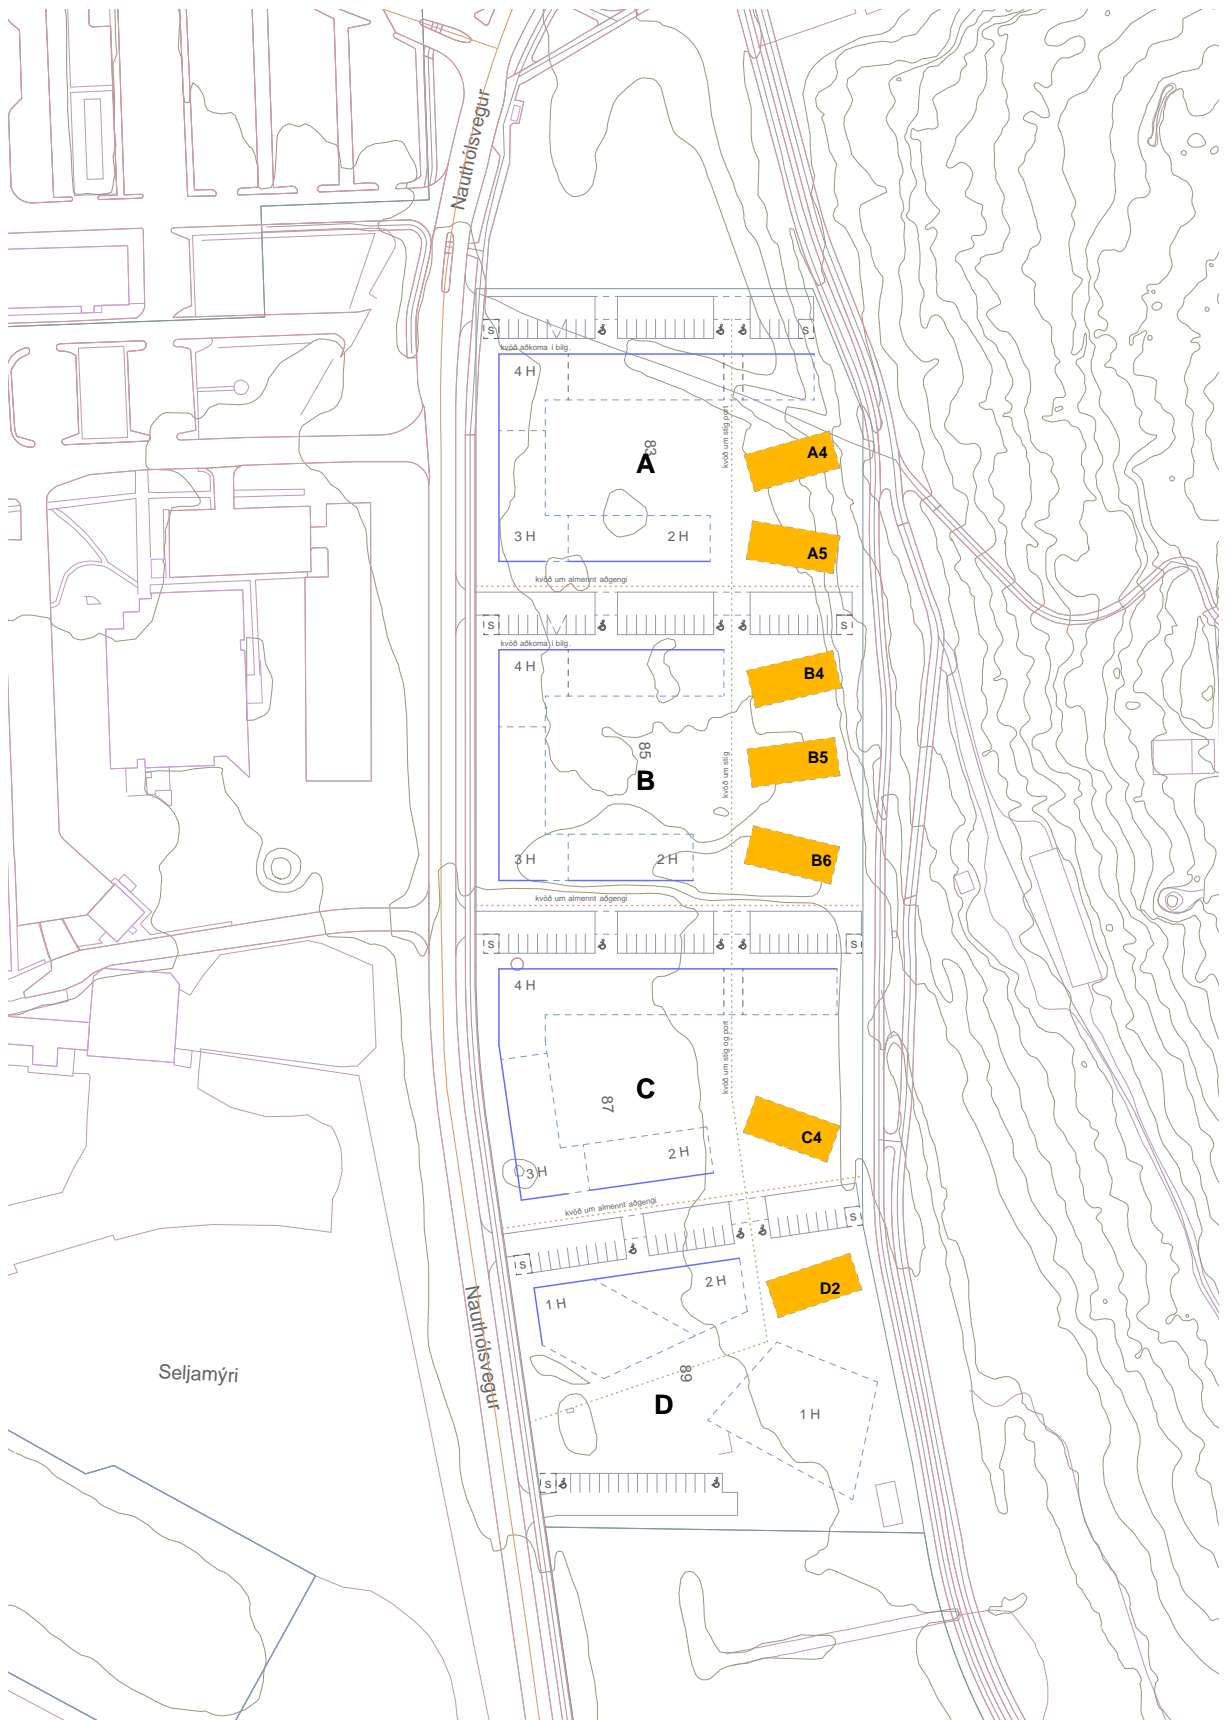 Nauthólsvegur
S
S
kvöð aðkoma í bílg.
4 H
83
A
kvöð um stíg port
A4
3 H
2 H
A5
kvöð um almennt aðgengi
S
S
kvöð aðkoma í bílg.
4 H
B4
85
B
kvöð um stíg
B5
3 H
2 H
B6
kvöð um almennt aðgengi
S
S
4 H
kvöð um stíg og port
C
87
C4
2 H
3 H
kvöð um almennt aðgengi
S
S
2 H
1 H
D2
Nauthólsvegur
Seljamýri
89
D
1 H
S